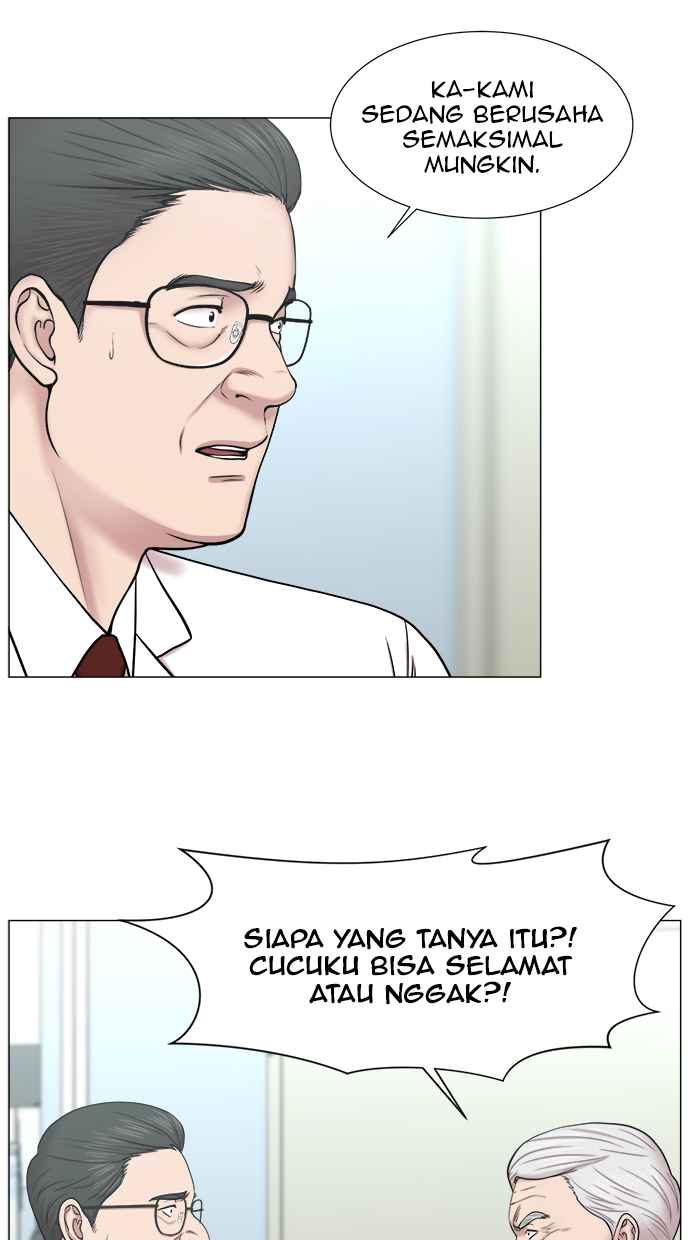 KA-KAMI
SEDANG BERUSAHA
SEMAKSIMAL
MUNGKIN.
SIAPA YANG TANYA ITU?!
CUCUKU BISA SELAMAT
ATAU NGGAK?!